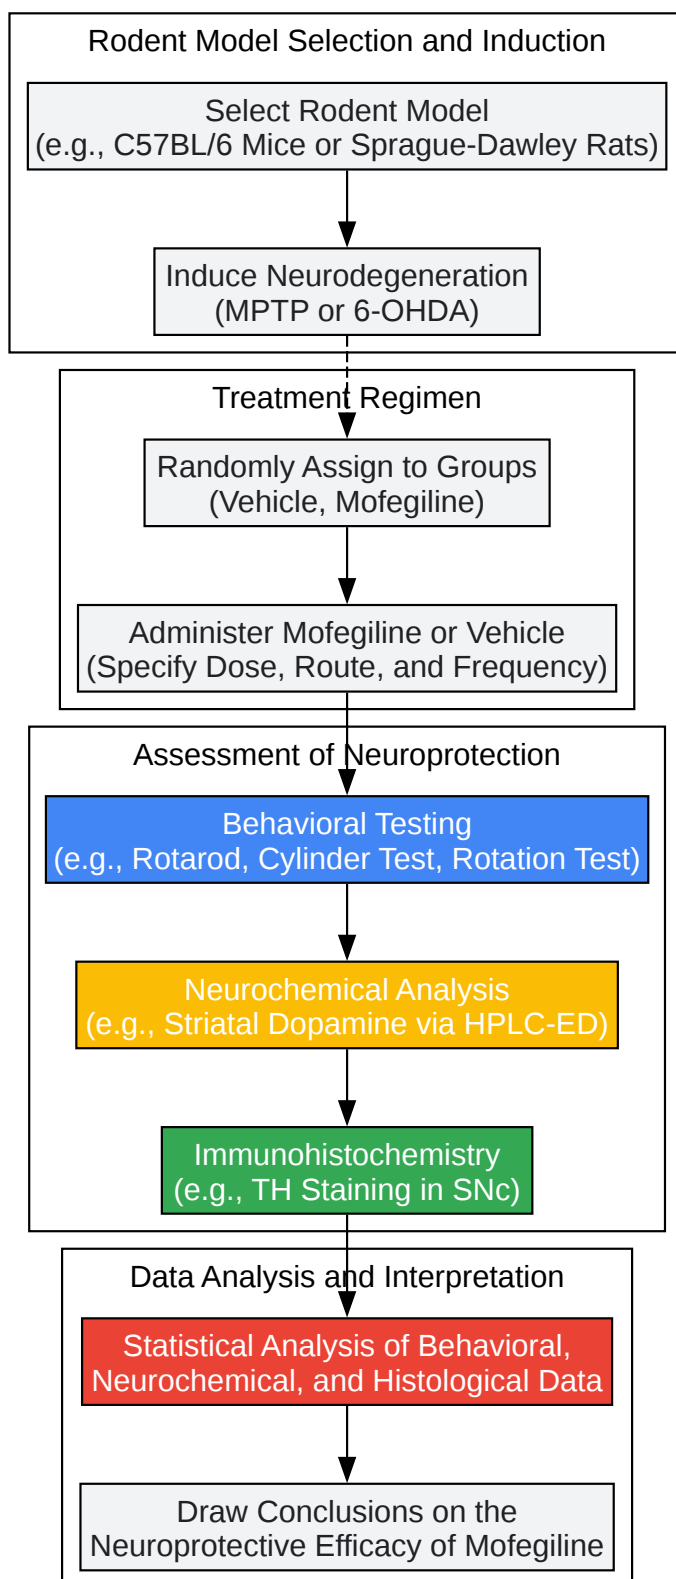 Rodent Model Selection and Induction
Select Rodent Model
(e.g., C57BL/6 Mice or Sprague-Dawley Rats)
Induce Neurodegeneration
(MPTP or 6-OHDA)
Treatment Regimen
Randomly Assign to Groups
(Vehicle, Mofegiline)
Administer Mofegiline or Vehicle
(Specify Dose, Route, and Frequency)
Assessment of Neuroprotection
Behavioral Testing
(e.g., Rotarod, Cylinder Test, Rotation Test)
Neurochemical Analysis
(e.g., Striatal Dopamine via HPLC-ED)
Immunohistochemistry
(e.g., TH Staining in SNc)
Data Analysis and Interpretation
Statistical Analysis of Behavioral,
Neurochemical, and Histological Data
Draw Conclusions on the
Neuroprotective Efficacy of Mofegiline